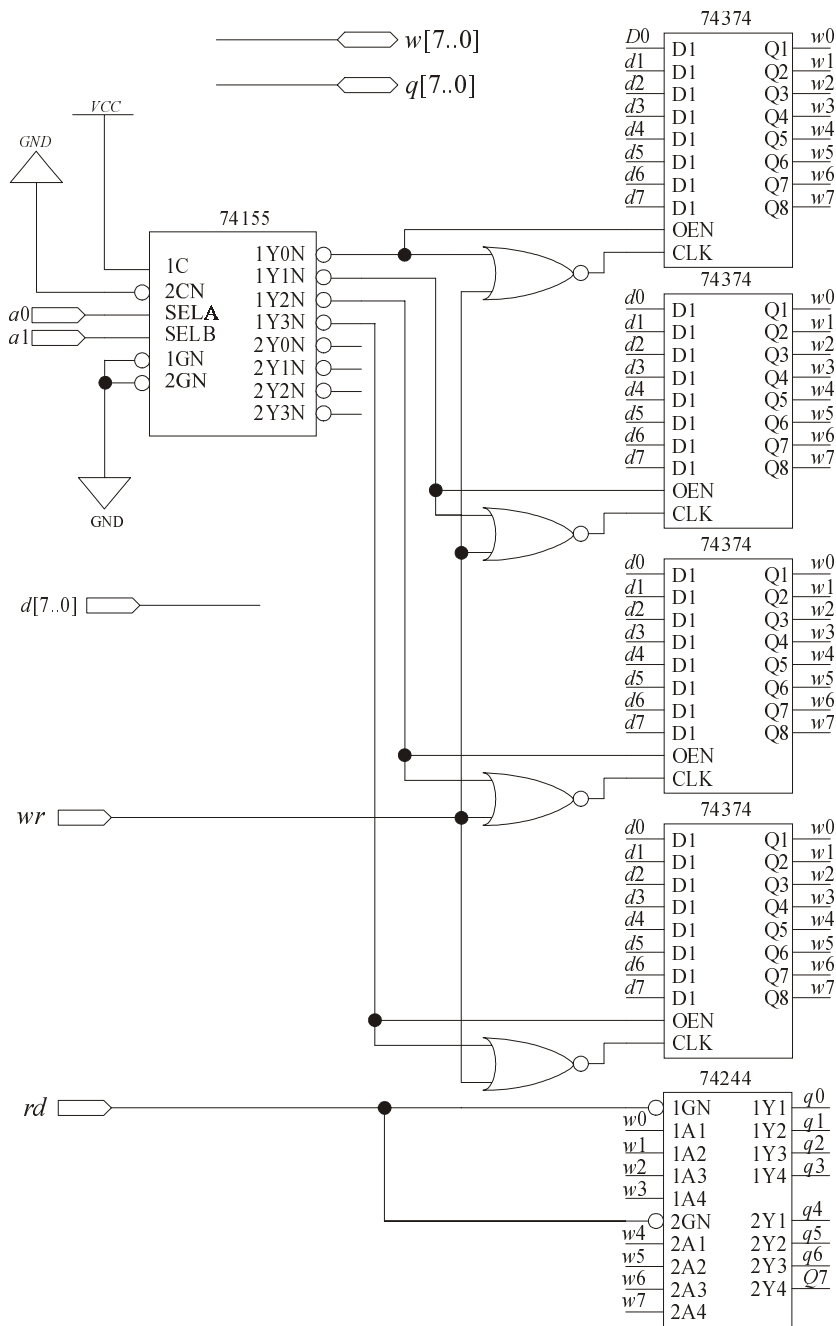 w[7..0]
q[7..0]
VCC
GND
74155
1C
2CN
SELA
SELB
1GN
2GN
1Y0N
1Y1N
1Y2N
1Y3N
2Y0N
2Y1N
2Y2N
2Y3N
a0
a1
GND
d[7..0]
wr
rd
74374
D0 D1 Q1 w0
d1 D1 Q2 w1
d2 D1 Q3 w2
d3 D1 Q4 w3
d4 D1 Q5 w4
d5 D1 Q6 w5
d6 D1 Q7 w6
d7 D1 Q8 w7
OEN
CLK
74374
d0 D1 Q1 w0
d1 D1 Q2 w1
d2 D1 Q3 w2
d3 D1 Q4 w3
d4 D1 Q5 w4
d5 D1 Q6 w5
d6 D1 Q7 w6
d7 D1 Q8 w7
OEN
CLK
74374
d0 D1 Q1 w0
d1 D1 Q2 w1
d2 D1 Q3 w2
d3 D1 Q4 w3
d4 D1 Q5 w4
d5 D1 Q6 w5
d6 D1 Q7 w6
d7 D1 Q8 w7
OEN
CLK
74374
d0 D1 Q1 w0
d1 D1 Q2 w1
d2 D1 Q3 w2
d3 D1 Q4 w3
d4 D1 Q5 w4
d5 D1 Q6 w5
d6 D1 Q7 w6
d7 D1 Q8 w7
OEN
CLK
74244
1GN 1Y1 q0
w0 1A1 1Y2 q1
w1 1A2 1Y3 q2
w2 1A3 1Y4 q3
w3 1A4
2GN 2Y1 q4
w4 2A1 2Y2 q5
w5 2A2 2Y3 q6
w6 2A3 2Y4 Q7
w7 2A4